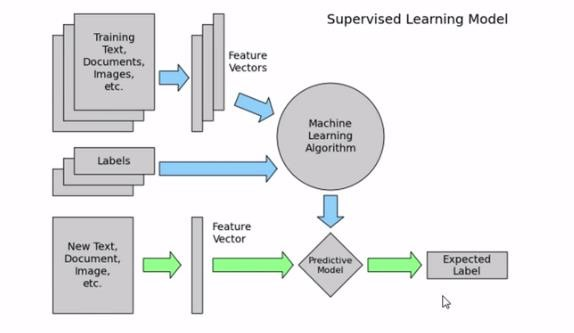 Supervised Learning Model
Training
Text,
Documents,
Images,
etc.
Feature
Vectors
Machine
Learning
Algorithm
Labels
New Text,
Document,
Image,
etc.
Feature
Vector
Predictive
Model
Expected
Label